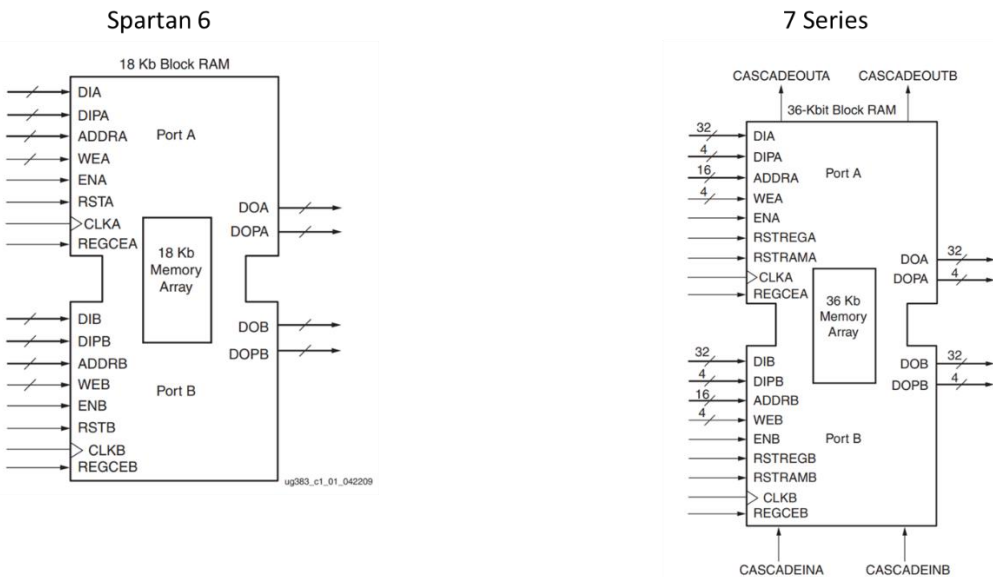 Spartan 6
18 Kb Block RAM
DIA
DIPA
ADDRA
Port A
WEA
ENA
RSTA
DOA
CLKA
DOPA
REGCEA
18 Kb
Memory
Array
DIB
DOB
DIPB
DOPB
ADDRB
WEB
Port B
ENB
RSTB
CLKB
REGCEB
ug383_c1_01_042209
7 Series
CASCADEOUTA CASCADEOUTB
36-Kbit Block RAM
32 DIA
4 DIPA
Port A
16 ADDRA
4 WEA
ENA
RSTREGA
RSTRAMA
DOA 32
CLKA
DOPA 4
REGCEA
36 Kb
Memory
Array
32 DIB
DOB 32
4 DIPB
DOPB 4
16 ADDRB
4 WEB
ENB
Port B
RSTREGB
RSTRAMB
CLKB
REGCEB
CASCADEINA CASCADEINB